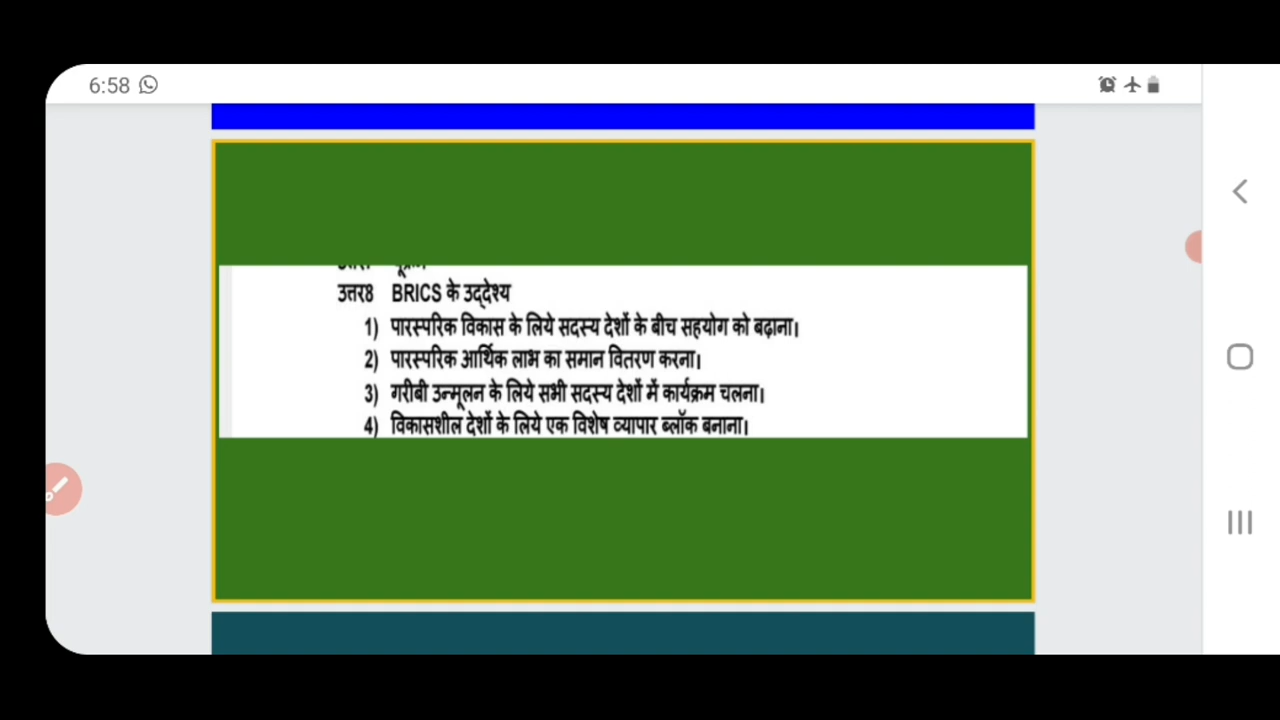 6:58
उत्तर8 BRICS के उद्देश्य
1) पारस्परिक विकास के लिये सदस्य देशों के बीच सहयोग को बढ़ाना।
2) पारस्परिक आर्थिक लाभ का समान वितरण करना।
3) गरीबी उन्मूलन के लिये सभी सदस्य देशों में कार्यक्रम चलना।
4) विकासशील देशों के लिये एक विशेष व्यापार ब्लॉक बनाना।